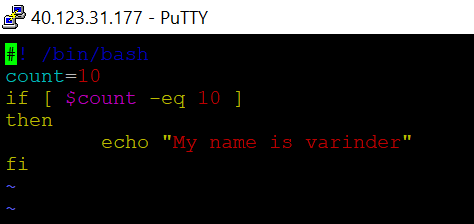 40.123.31.177 - PuTTY
#! /bin/bash
count=10
if [ $count -eq 10 ]
then
        echo "My name is varinder"
fi
~
~